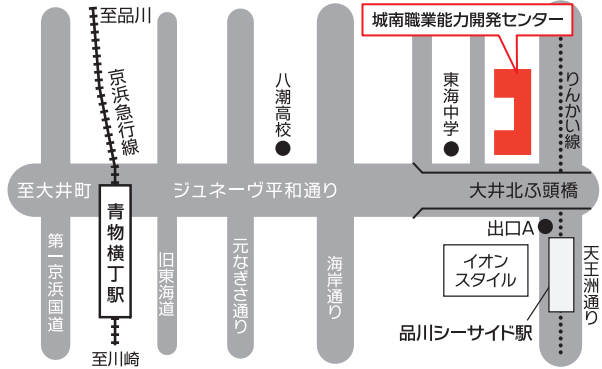 至品川
城南職業能力開発センター
京浜急行線
八潮高校
東海中学
りんかい線
至大井町
ジュネーヴ平和通り
大井北ふ頭橋
青物横丁駅
出口A
第一京浜国道
旧東海道
元なぎさ通り
海岸通り
イオン
スタイル
天王洲通り
品川シーサイド駅
至川崎